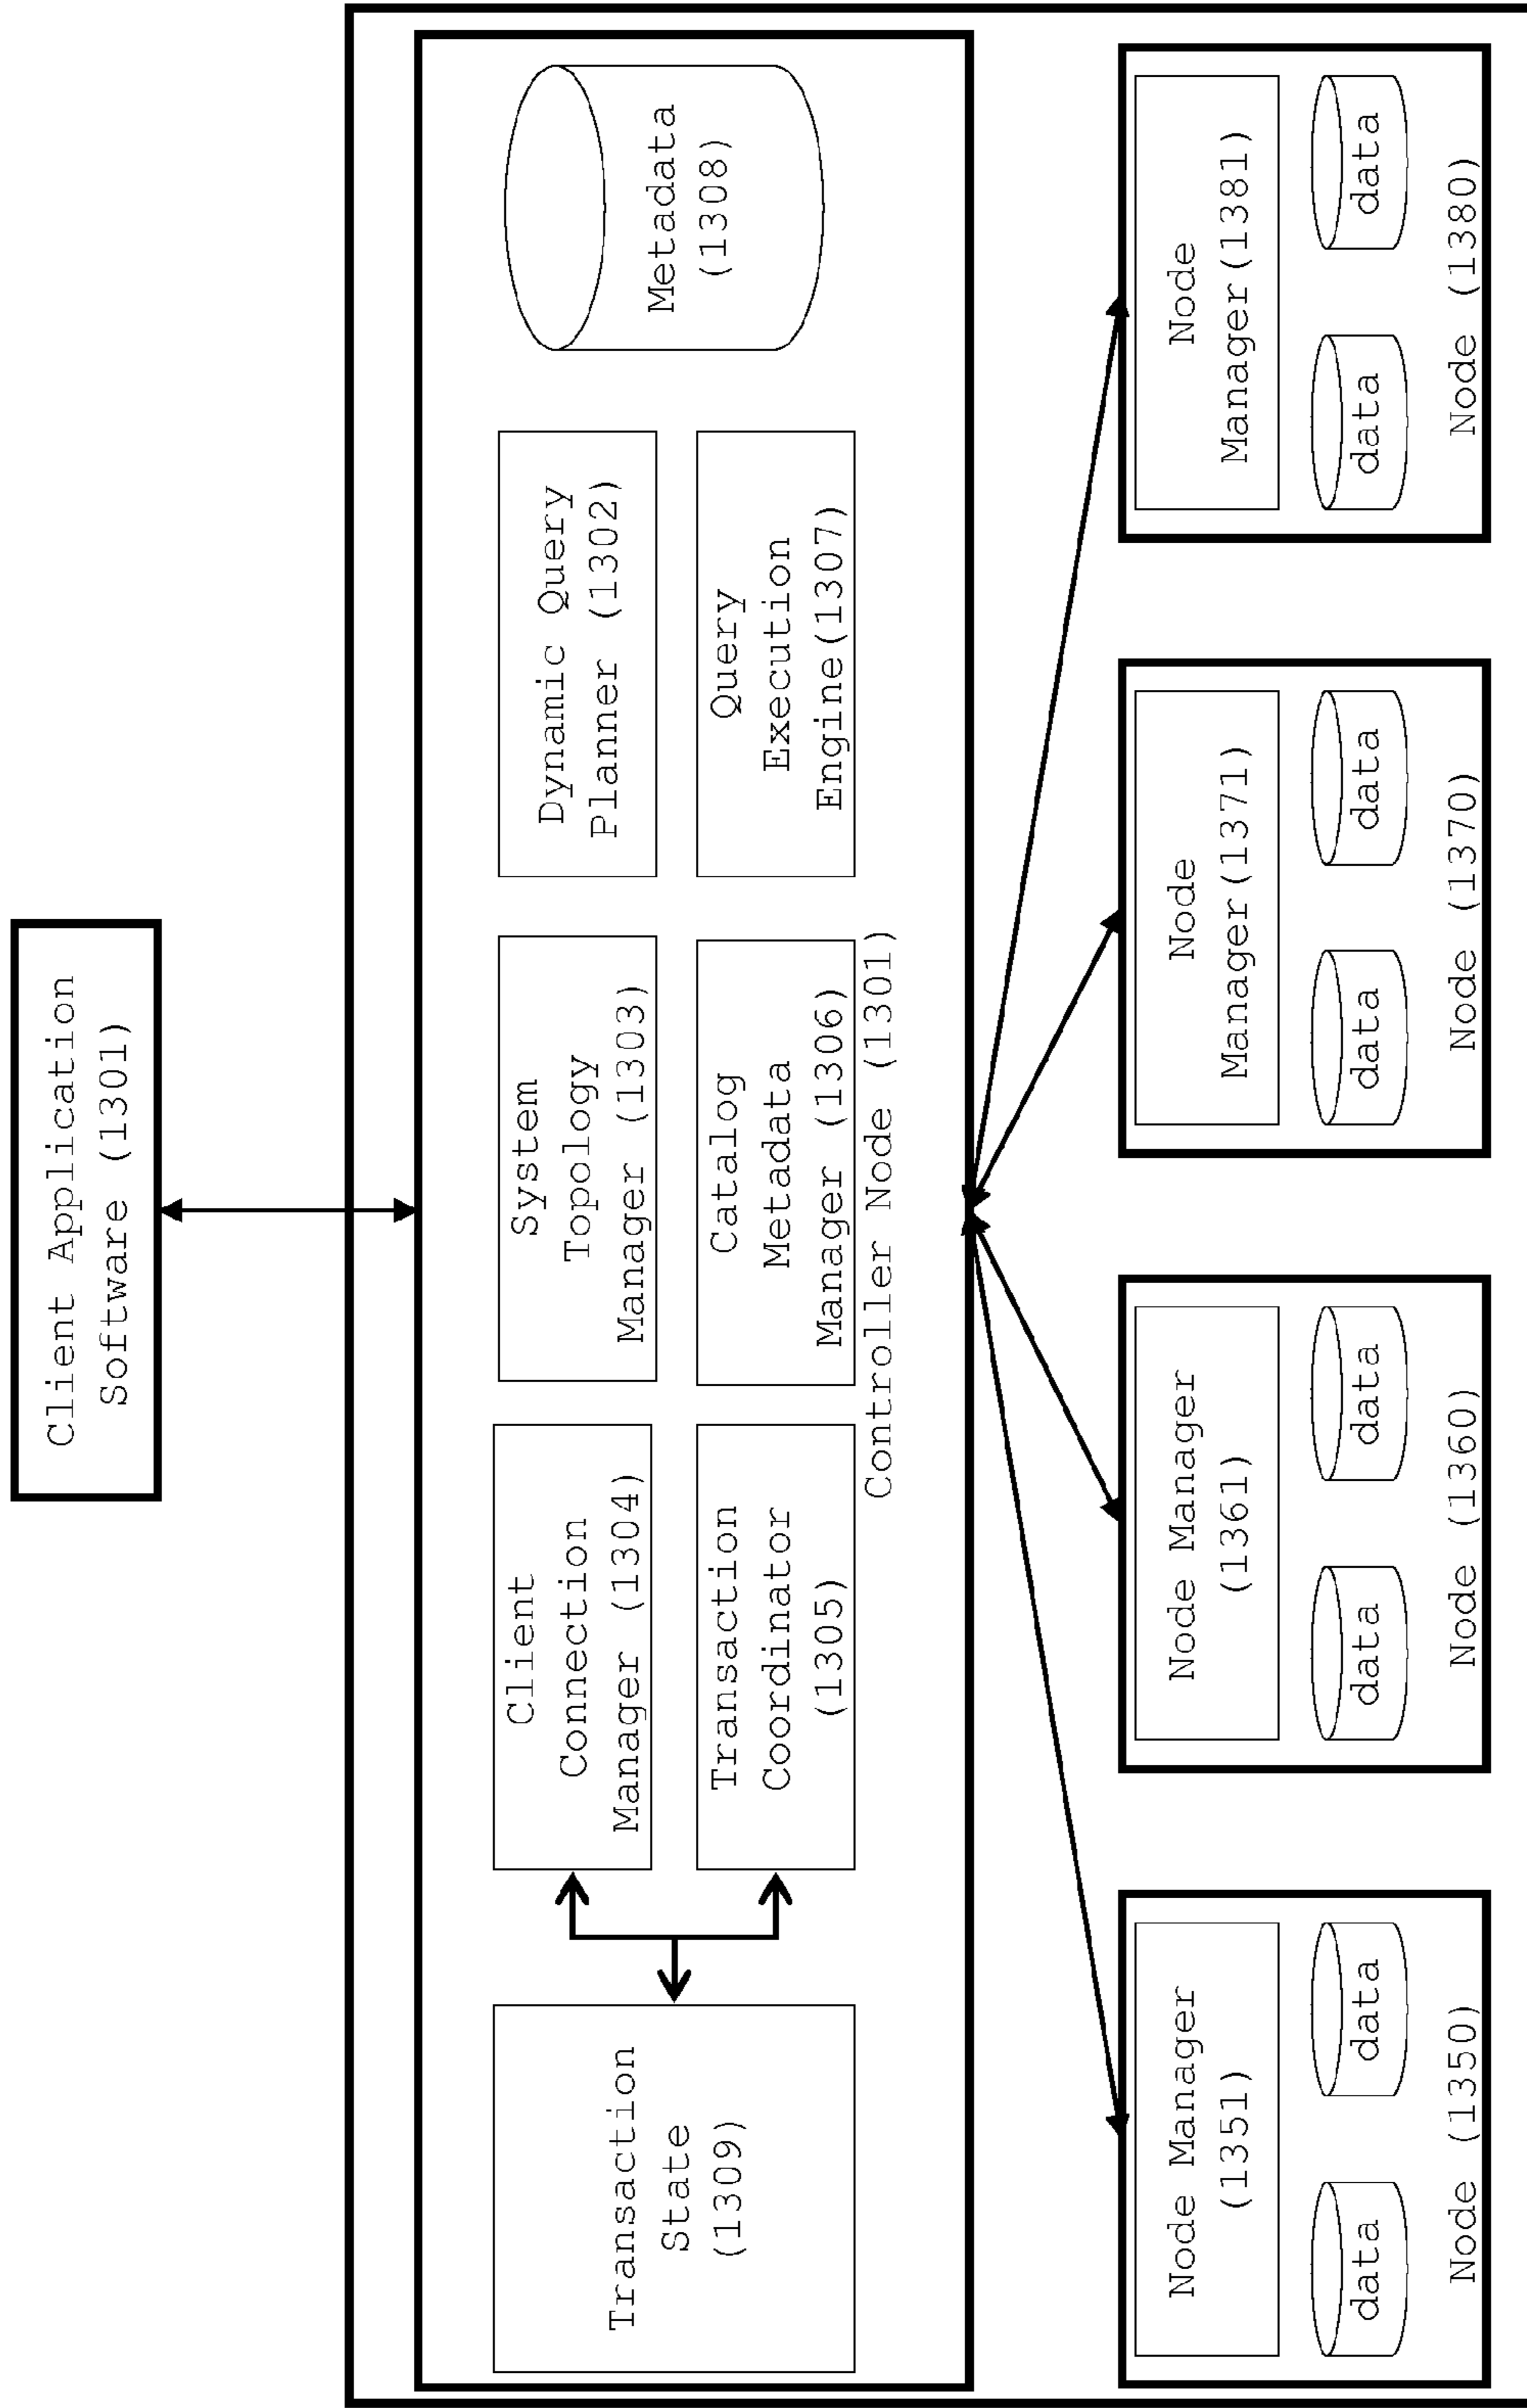 Client Application
Software (1301)
Transaction
State
(1309)
Client
Connection
Manager (1304)
Transaction
Coordinator
(1305)
System
Topology
Manager (1303)
Catalog
Metadata
Manager (1306)
Dynamic Query
Planner (1302)
Query
Execution
Engine(1307)
Metadata
(1308)
Controller Node (1301)
Node Manager
(1351)
data
data
Node (1350)
Node Manager
(1361)
data
data
Node (1360)
Node
Manager(1371)
data
data
Node (1370)
Node
Manager(1381)
data
data
Node (1380)